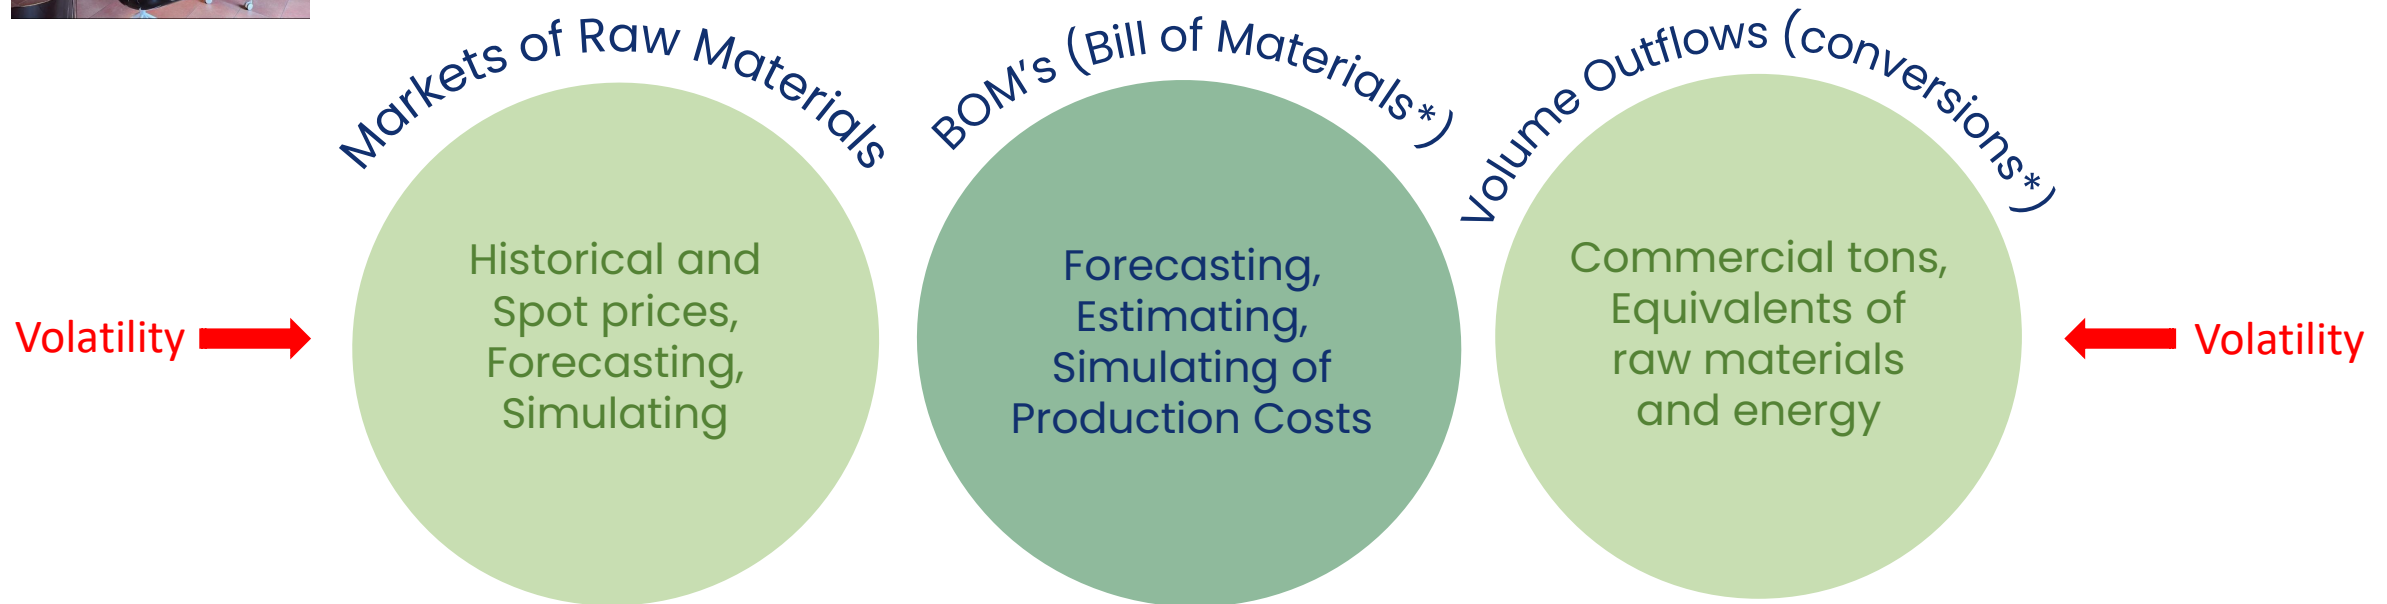 Markets of Raw Materials
BOM's (Bill of Materials*)
Volume Outflows (conversions*)
Volatility
Historical and
Spot prices,
Forecasting,
Simulating
Forecasting,
Estimating,
Simulating of
Production Costs
Commercial tons,
Equivalents of
raw materials
and energy
Volatility